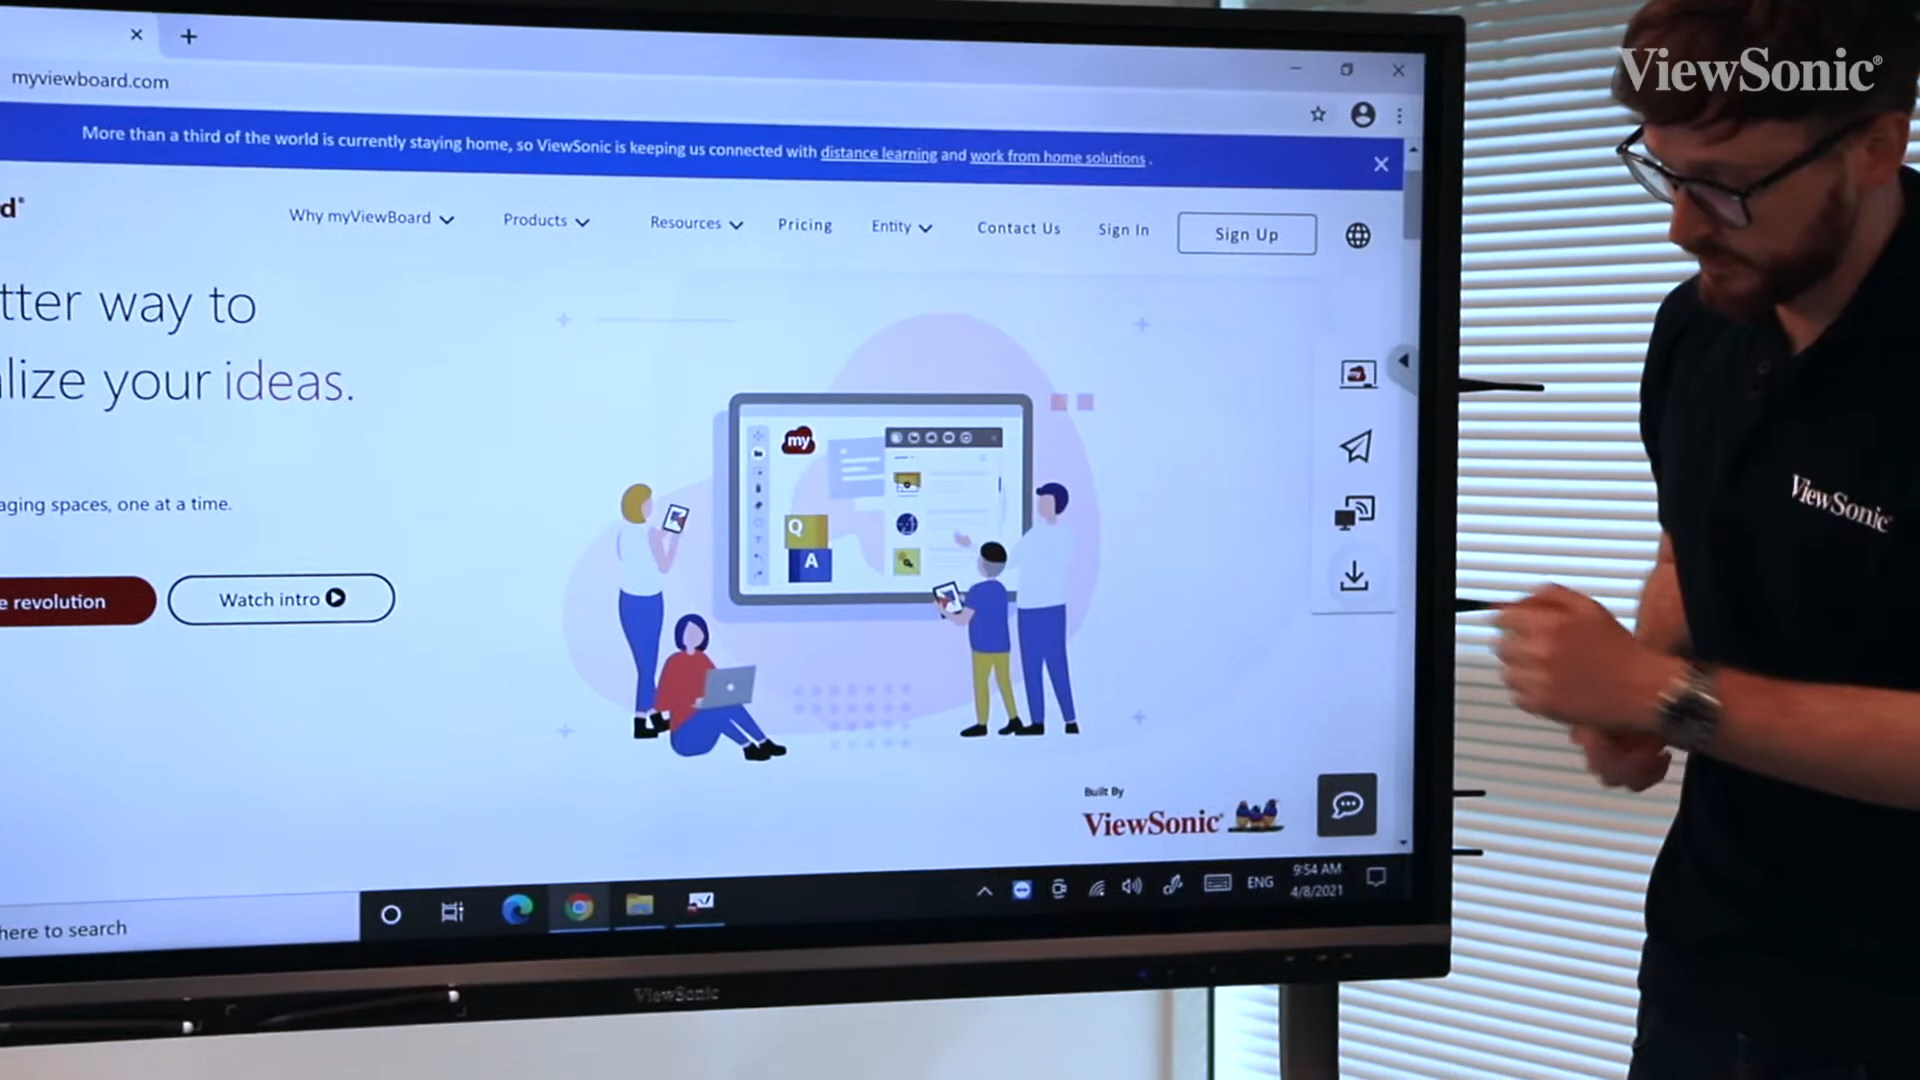 ViewSonic®
myviewboard.com
More than a third of the world is currently staying home, so ViewSonic is keeping us connected with distance learning and work from home solutions .
d®
Why myViewBoard
Products
Resources
Pricing
Entity
Contact Us
Sign In
Sign Up
tter way to
lize your ideas.
my
Q
A
aging spaces, one at a time.
e revolution
Watch intro
ViewSonic®
Built By
ViewSonic®
here to search
ENG
9:54 AM
4/8/2021
ViewSonic